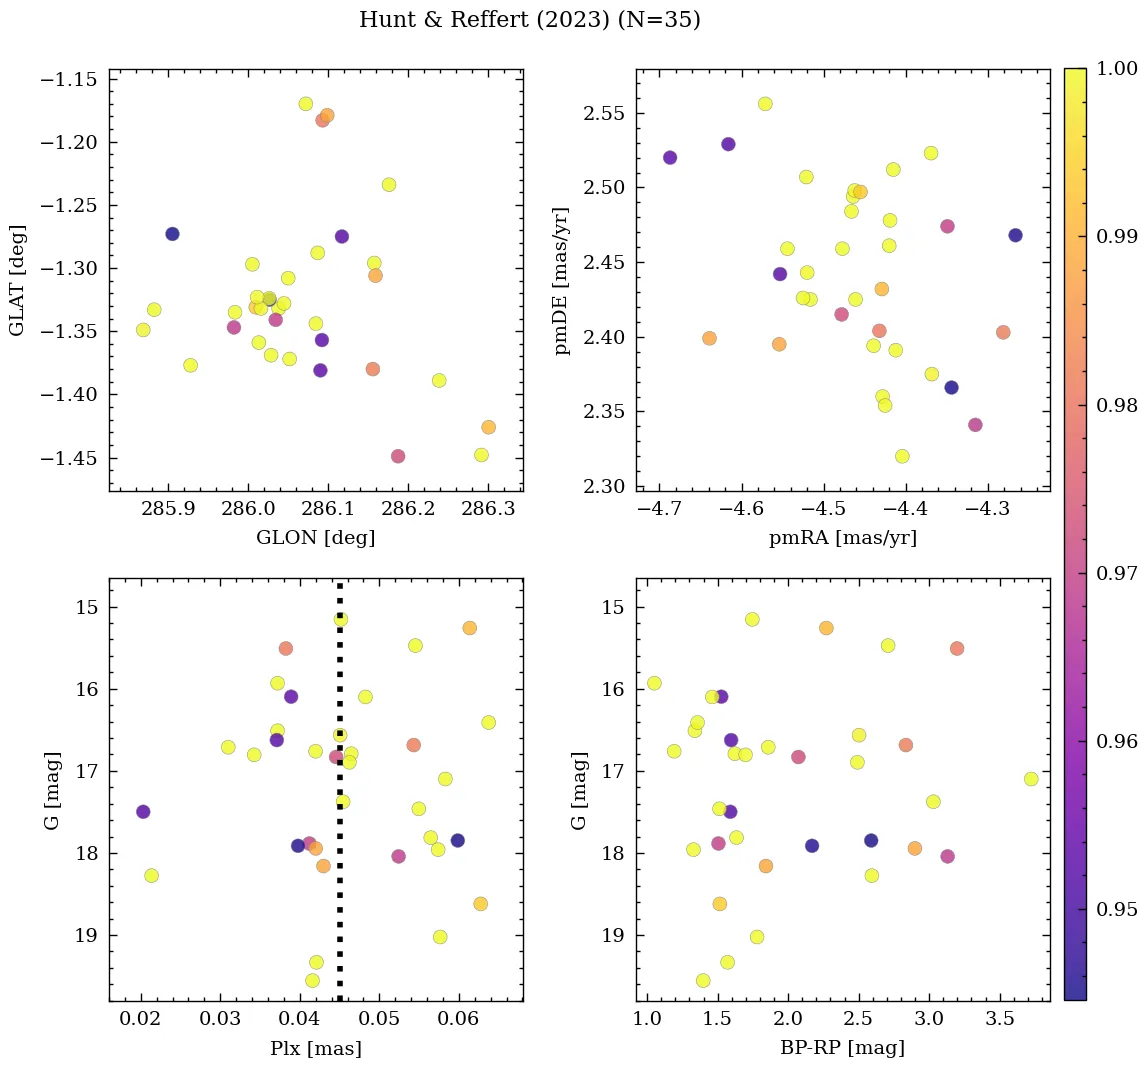 Hunt & Reffert (2023) (N=35)
−1.15
−1.20
−1.25
−1.30
−1.35
−1.40
−1.45
GLAT [deg]
285.9 286.0 286.1 286.2 286.3
GLON [deg]
2.55
2.50
2.45
2.40
2.35
2.30
pmDE [mas/yr]
−4.7 −4.6 −4.5 −4.4 −4.3
pmRA [mas/yr]
15
16
17
18
19
G [mag]
0.02 0.03 0.04 0.05 0.06
Plx [mas]
15
16
17
18
19
G [mag]
1.0 1.5 2.0 2.5 3.0 3.5
BP-RP [mag]
1.00
0.99
0.98
0.97
0.96
0.95